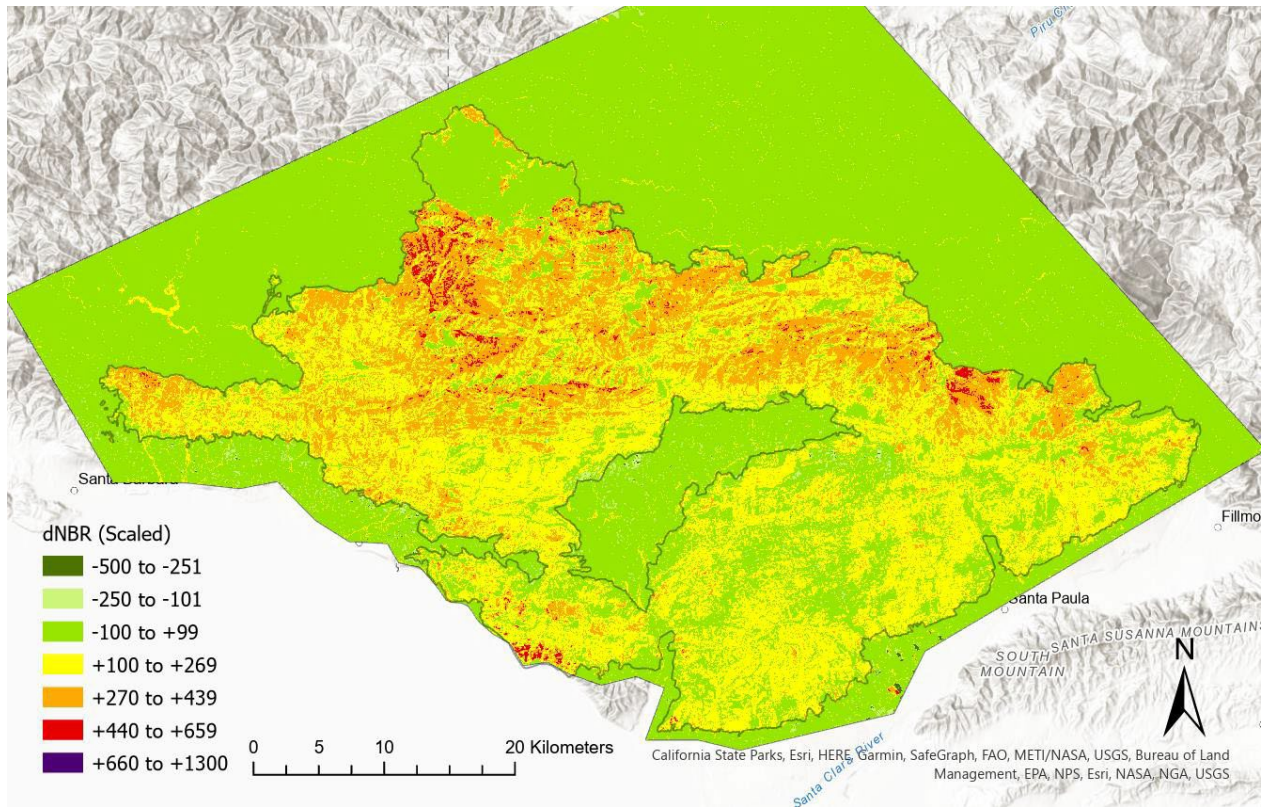 Piru C
Santa Barbara
Fillmo
Santa Paula
SANTA SUSANNA MOUNTAINS
SOUTH
MOUNTAIN
N
dNBR (Scaled)
-500 to -251
-250 to -101
-100 to +99
+100 to +269
+270 to +439
+440 to +659
+660 to +1300
0 5 10 20 Kilometers
Santa Clara River
California State Parks, Esri, HERE, Garmin, SafeGraph, FAO, METI/NASA, USGS, Bureau of Land
Management, EPA, NPS, Esri, NASA, NGA, USGS